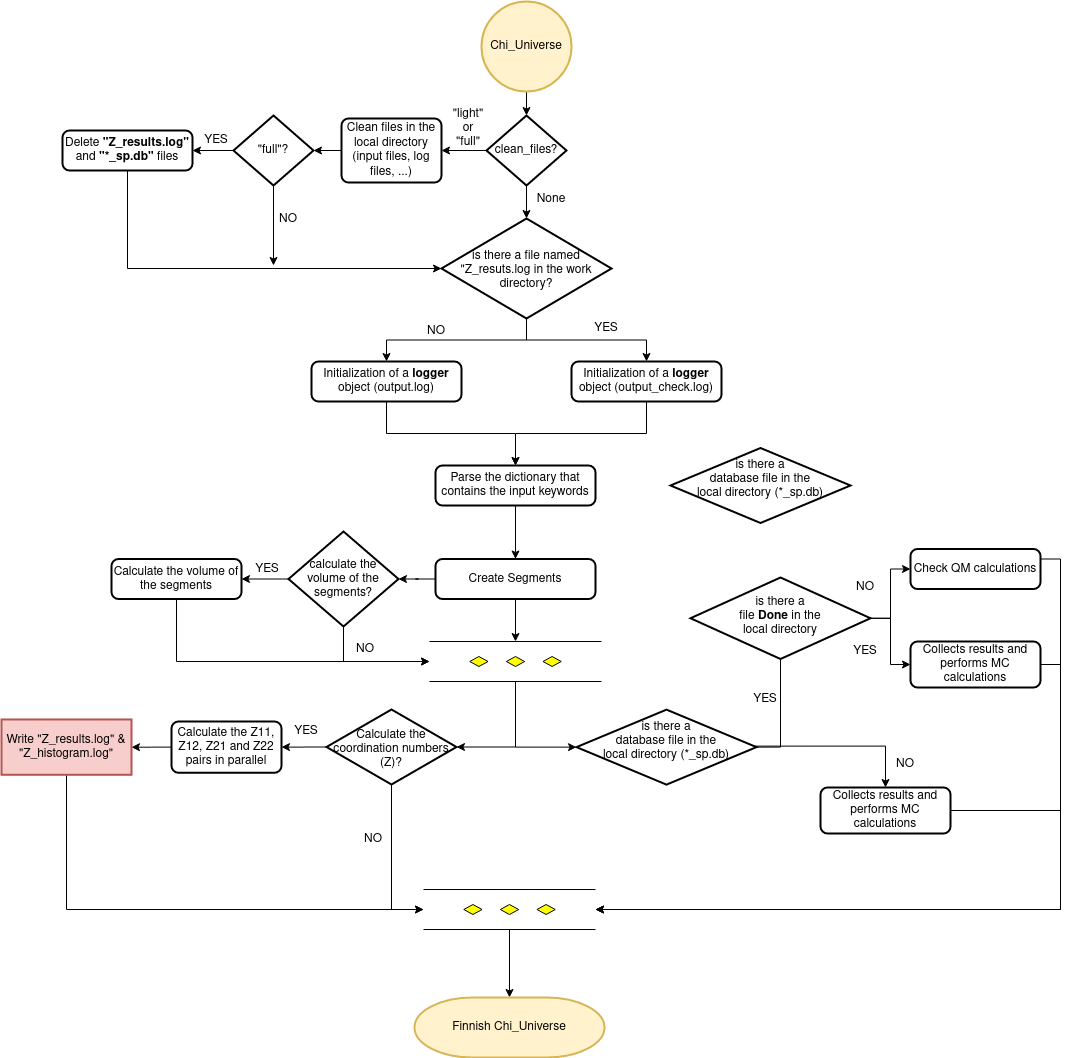 Chi_Universe
"light"
or
"full"
clean_files?
Clean files in the
local directory
(input files, log
files, ...)
"full"?
YES
Delete "Z_results.log"
and "*_sp.db" files
None
NO
is there a file named
"Z_resuts.log in the work
directory?
NO
YES
Initialization of a logger
object (output.log)
Initialization of a logger
object (output_check.log)
Parse the dictionary that
contains the input keywords
is there a
database file in the
local directory (*_sp.db)
Create Segments
calculate the
volume of the
segments?
YES
Calculate the volume of
the segments
NO
is there a
file Done in the
local directory
NO
Check QM calculations
YES
Collects results and
performs MC
calculations
YES
is there a
database file in the
local directory (*_sp.db)
NO
Collects results and
performs MC
calculations
Calculate the
coordination numbers
(Z)?
YES
Calculate the Z11,
Z12, Z21 and Z22
pairs in parallel
Write "Z_results.log" &
"Z_histogram.log"
NO
Finnish Chi_Universe